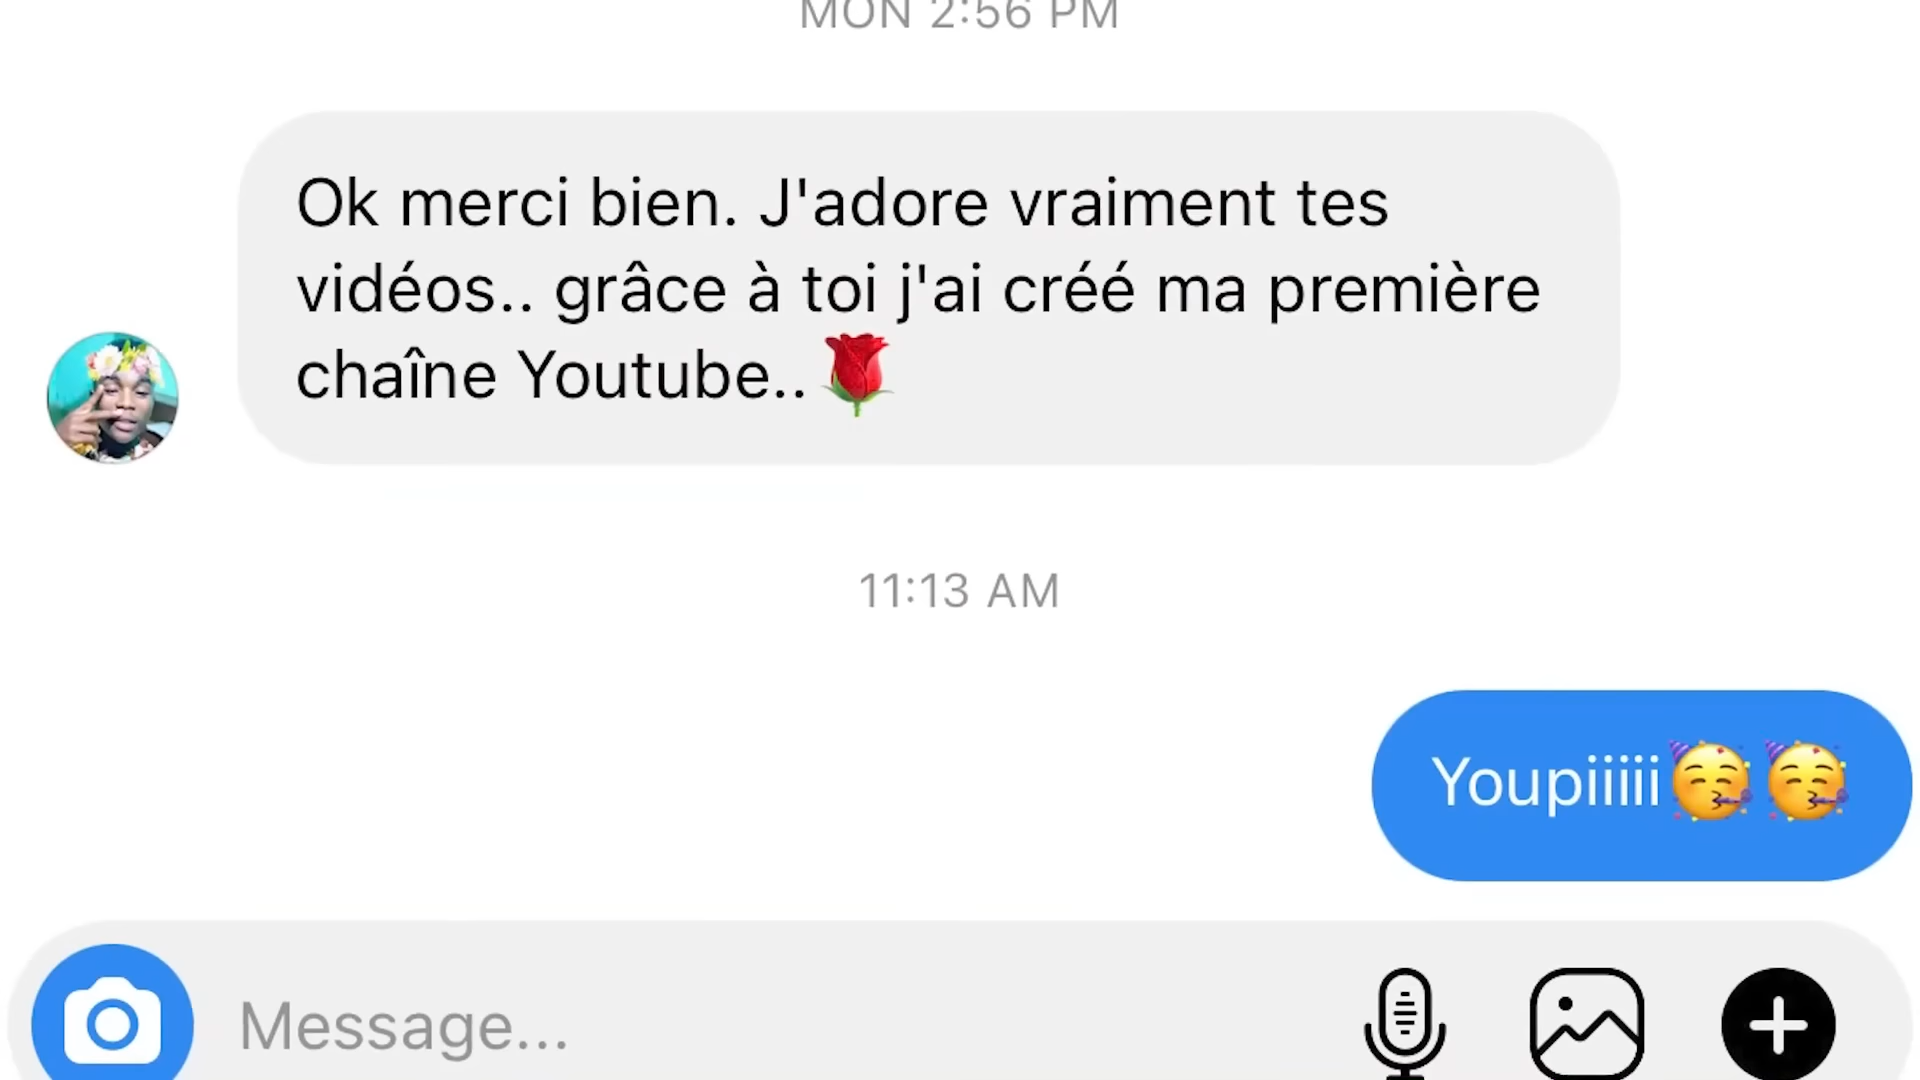 MON 2:56 PM
Ok merci bien. J'adore vraiment tes
vidéos.. grâce à toi j'ai créé ma première
chaîne Youtube..🌹
11:13 AM
Youpiiiii🥳🥳
Message...